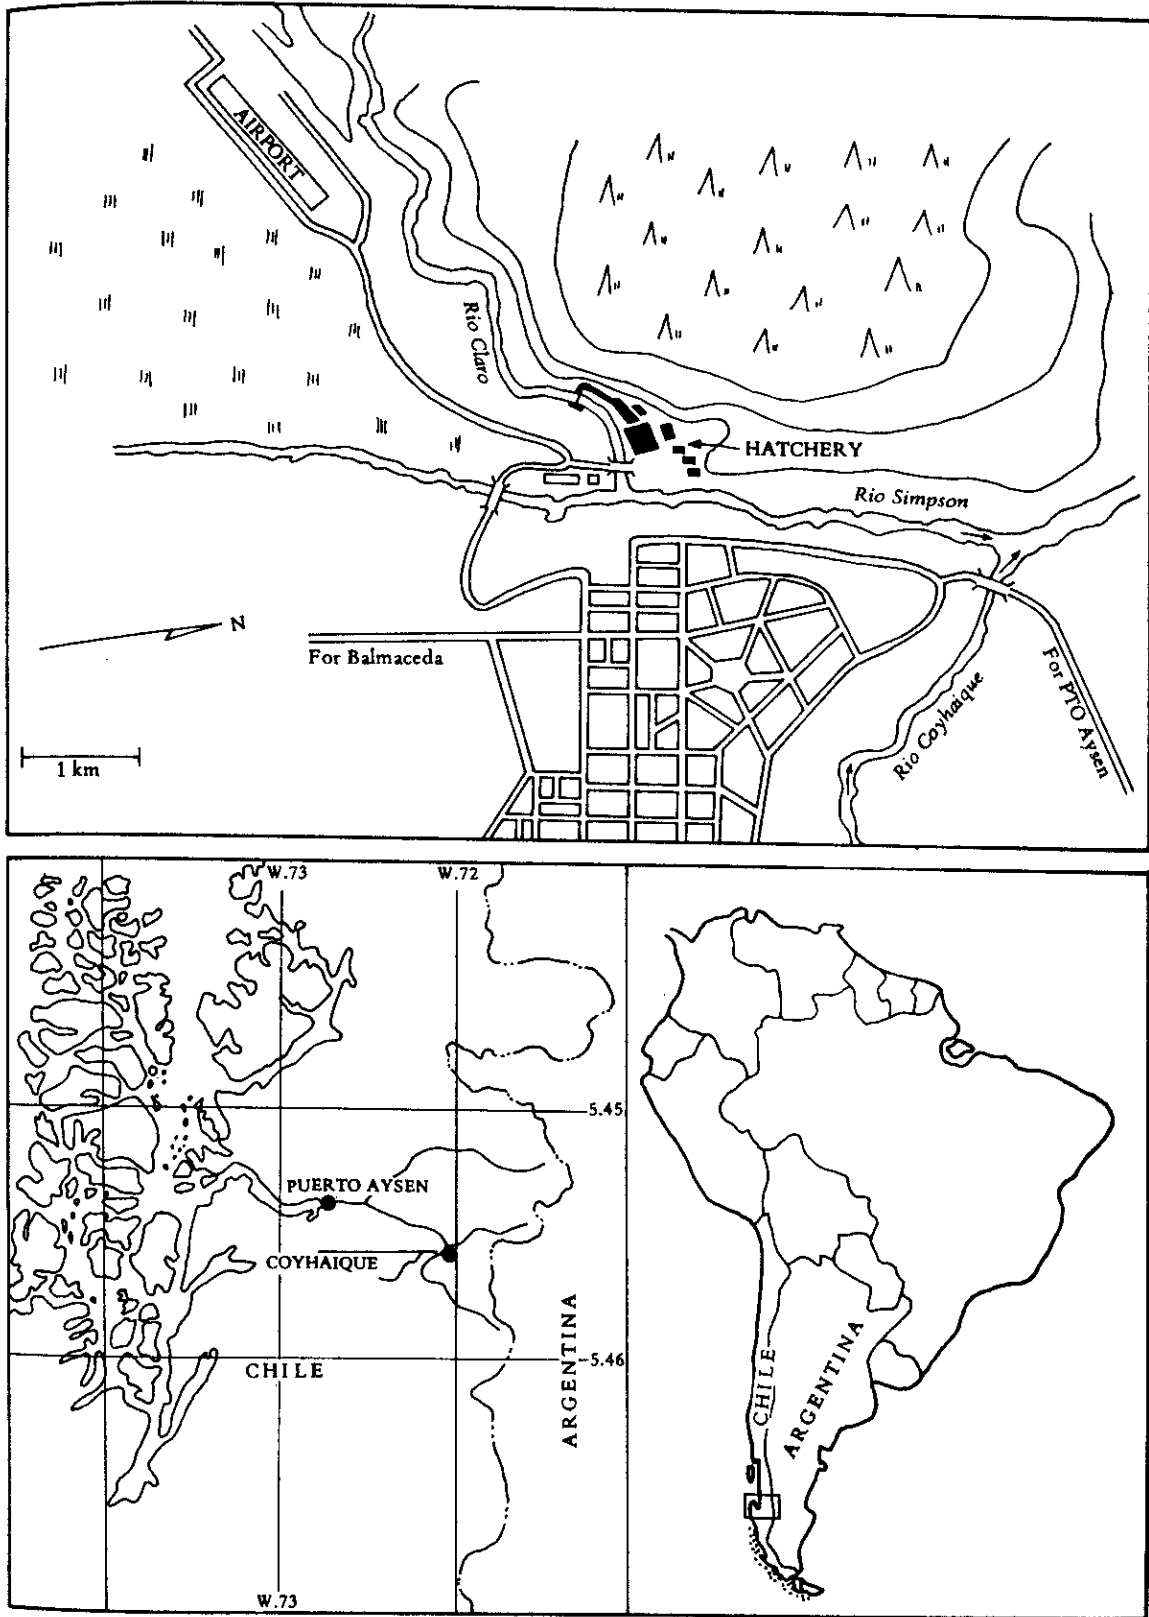 AIRPORT
Rio Claro
HATCHERY
Rio Simpson
N
For Balmaceda
Rio Coyhaique
For PTO Aysen
1 km
W.73
W.72
5.45
PUERTO AYSEN
COYHAIQUE
5.46
CHILE
ARGENTINA
W.73
CHILE
ARGENTINA